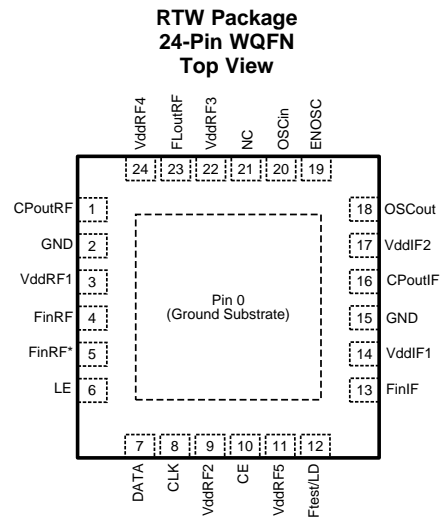 RTW Package
24-Pin WQFN
Top View
VddRF4
FLoutRF
VddRF3
NC
OSCin
ENOSC
24 23 22 21 20 19
CPoutRF 1
GND 2
VddRF1 3
FinRF 4
FinRF* 5
LE 6
Pin 0
(Ground Substrate)
18 OSCout
17 VddIF2
16 CPoutIF
15 GND
14 VddIF1
13 FinIF
7 8 9 10 11 12
DATA
CLK
VddRF2
CE
VddRF5
Ftest/LD